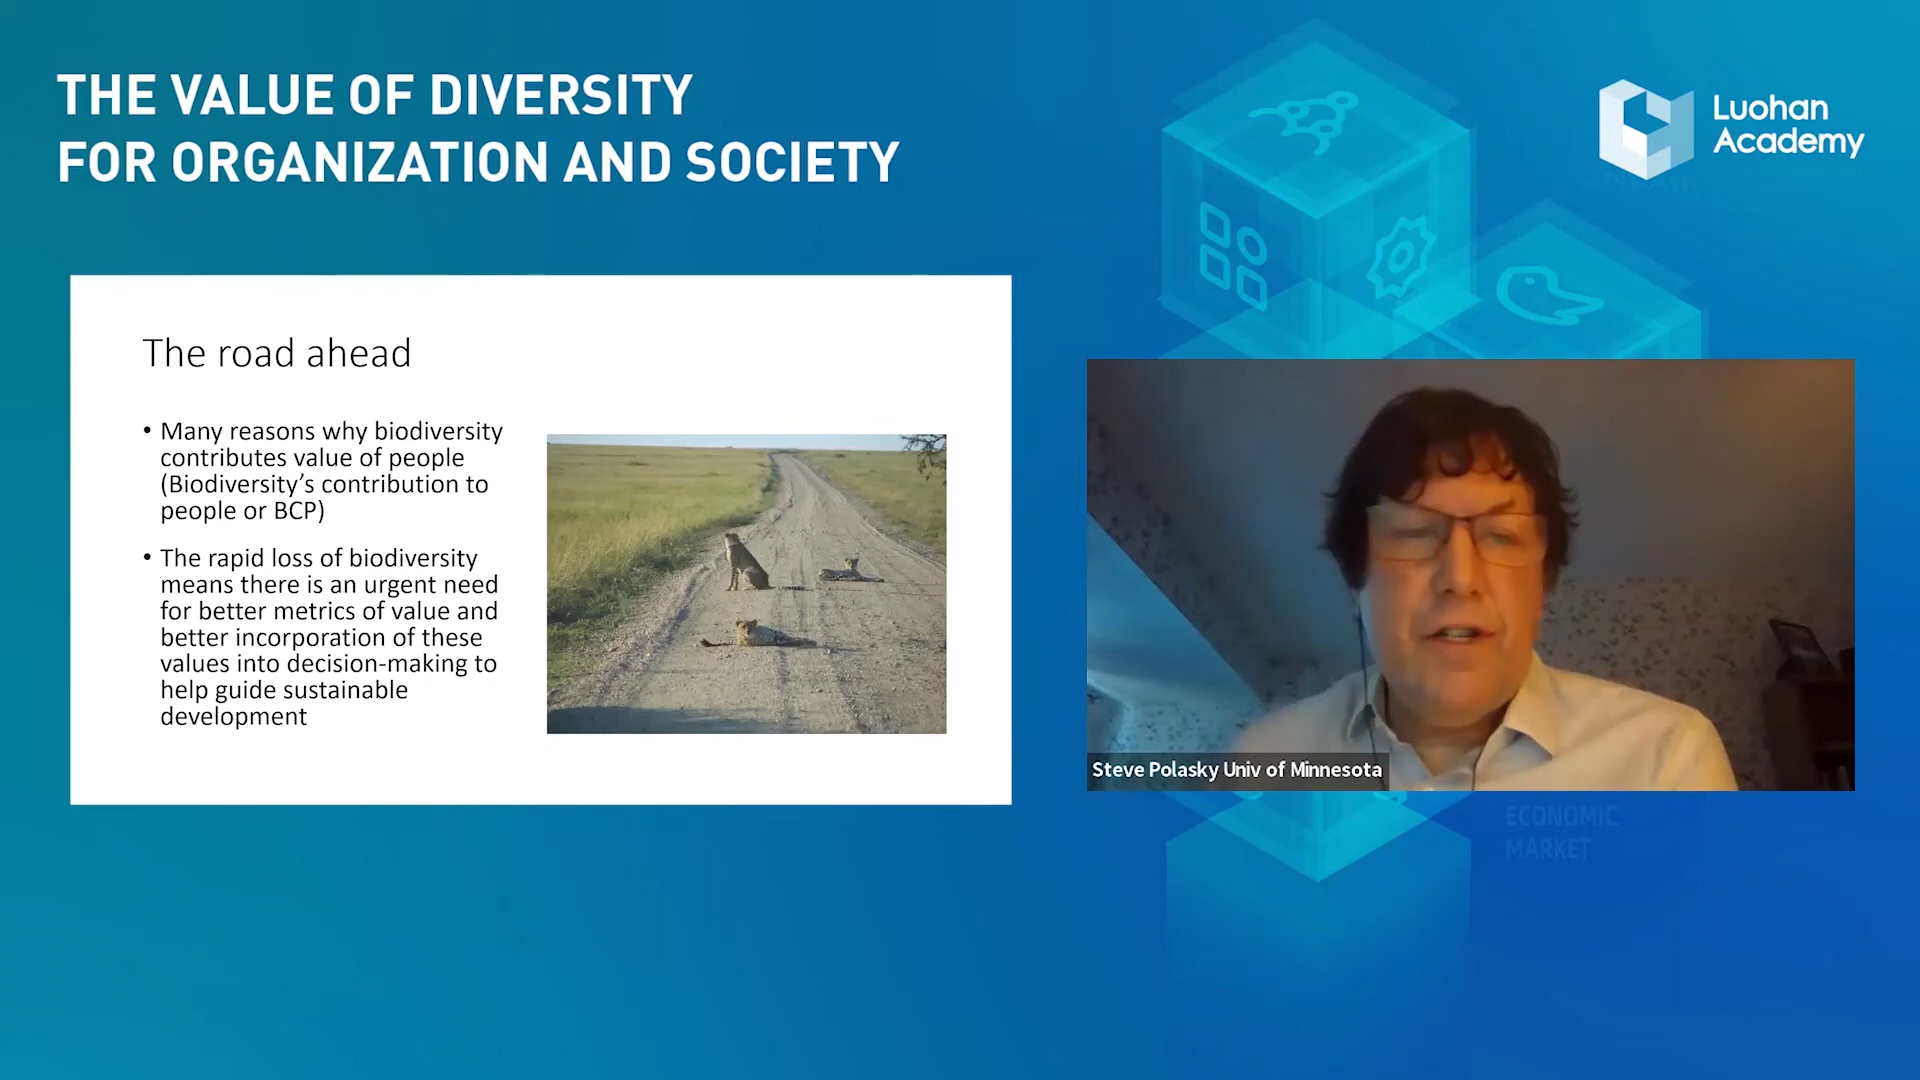 THE VALUE OF DIVERSITY
FOR ORGANIZATION AND SOCIETY
Luohan
Academy
The road ahead
• Many reasons why biodiversity
contributes value of people
(Biodiversity's contribution to
people or BCP)
• The rapid loss of biodiversity
means there is an urgent need
for better metrics of value and
better incorporation of these
values into decision-making to
help guide sustainable
development
Steve Polasky Univ of Minnesota
ECONOMIC
MARKET